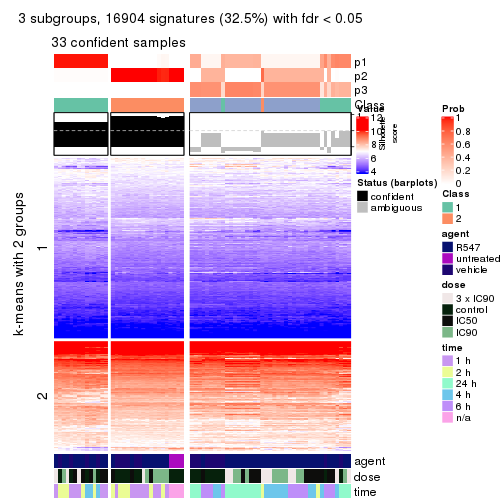 3 subgroups, 16904 signatures (32.5%) with fdr < 0.05
33 confident samples
p1
p2
p3
Class
1
Silhouette
score
k-means with 2 groups
1
2
agent
dose
time
Value
12
10
8
6
4
Status (barplots)
confident
ambiguous
Prob
1
0.8
0.6
0.4
0.2
0
Class
1
2
agent
R547
untreated
vehicle
dose
3 x IC90
control
IC50
IC90
time
1 h
2 h
24 h
4 h
6 h
n/a